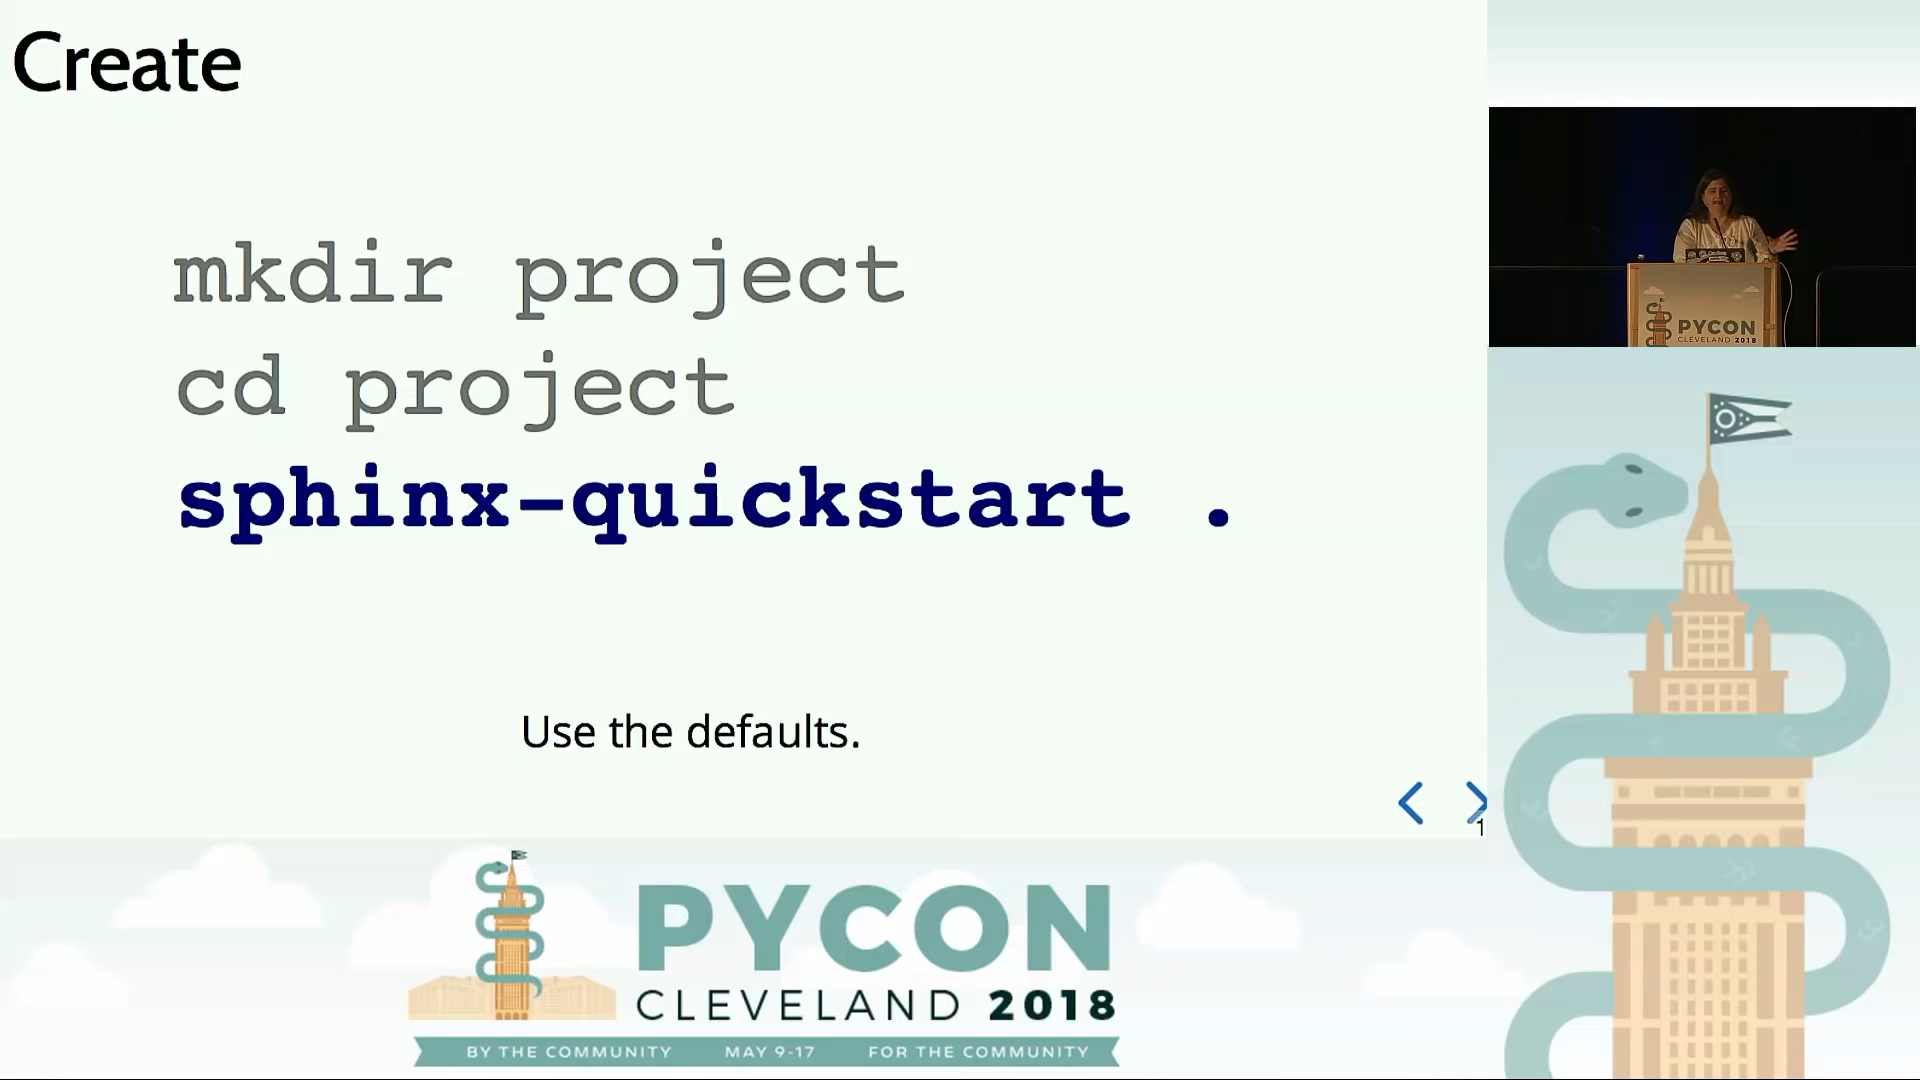 Create
mkdir project
cd project
sphinx-quickstart .
Use the defaults.
1
PYCON
CLEVELAND 2018
PYCON
CLEVELAND 2018
BY THE COMMUNITY MAY 9-17 FOR THE COMMUNITY